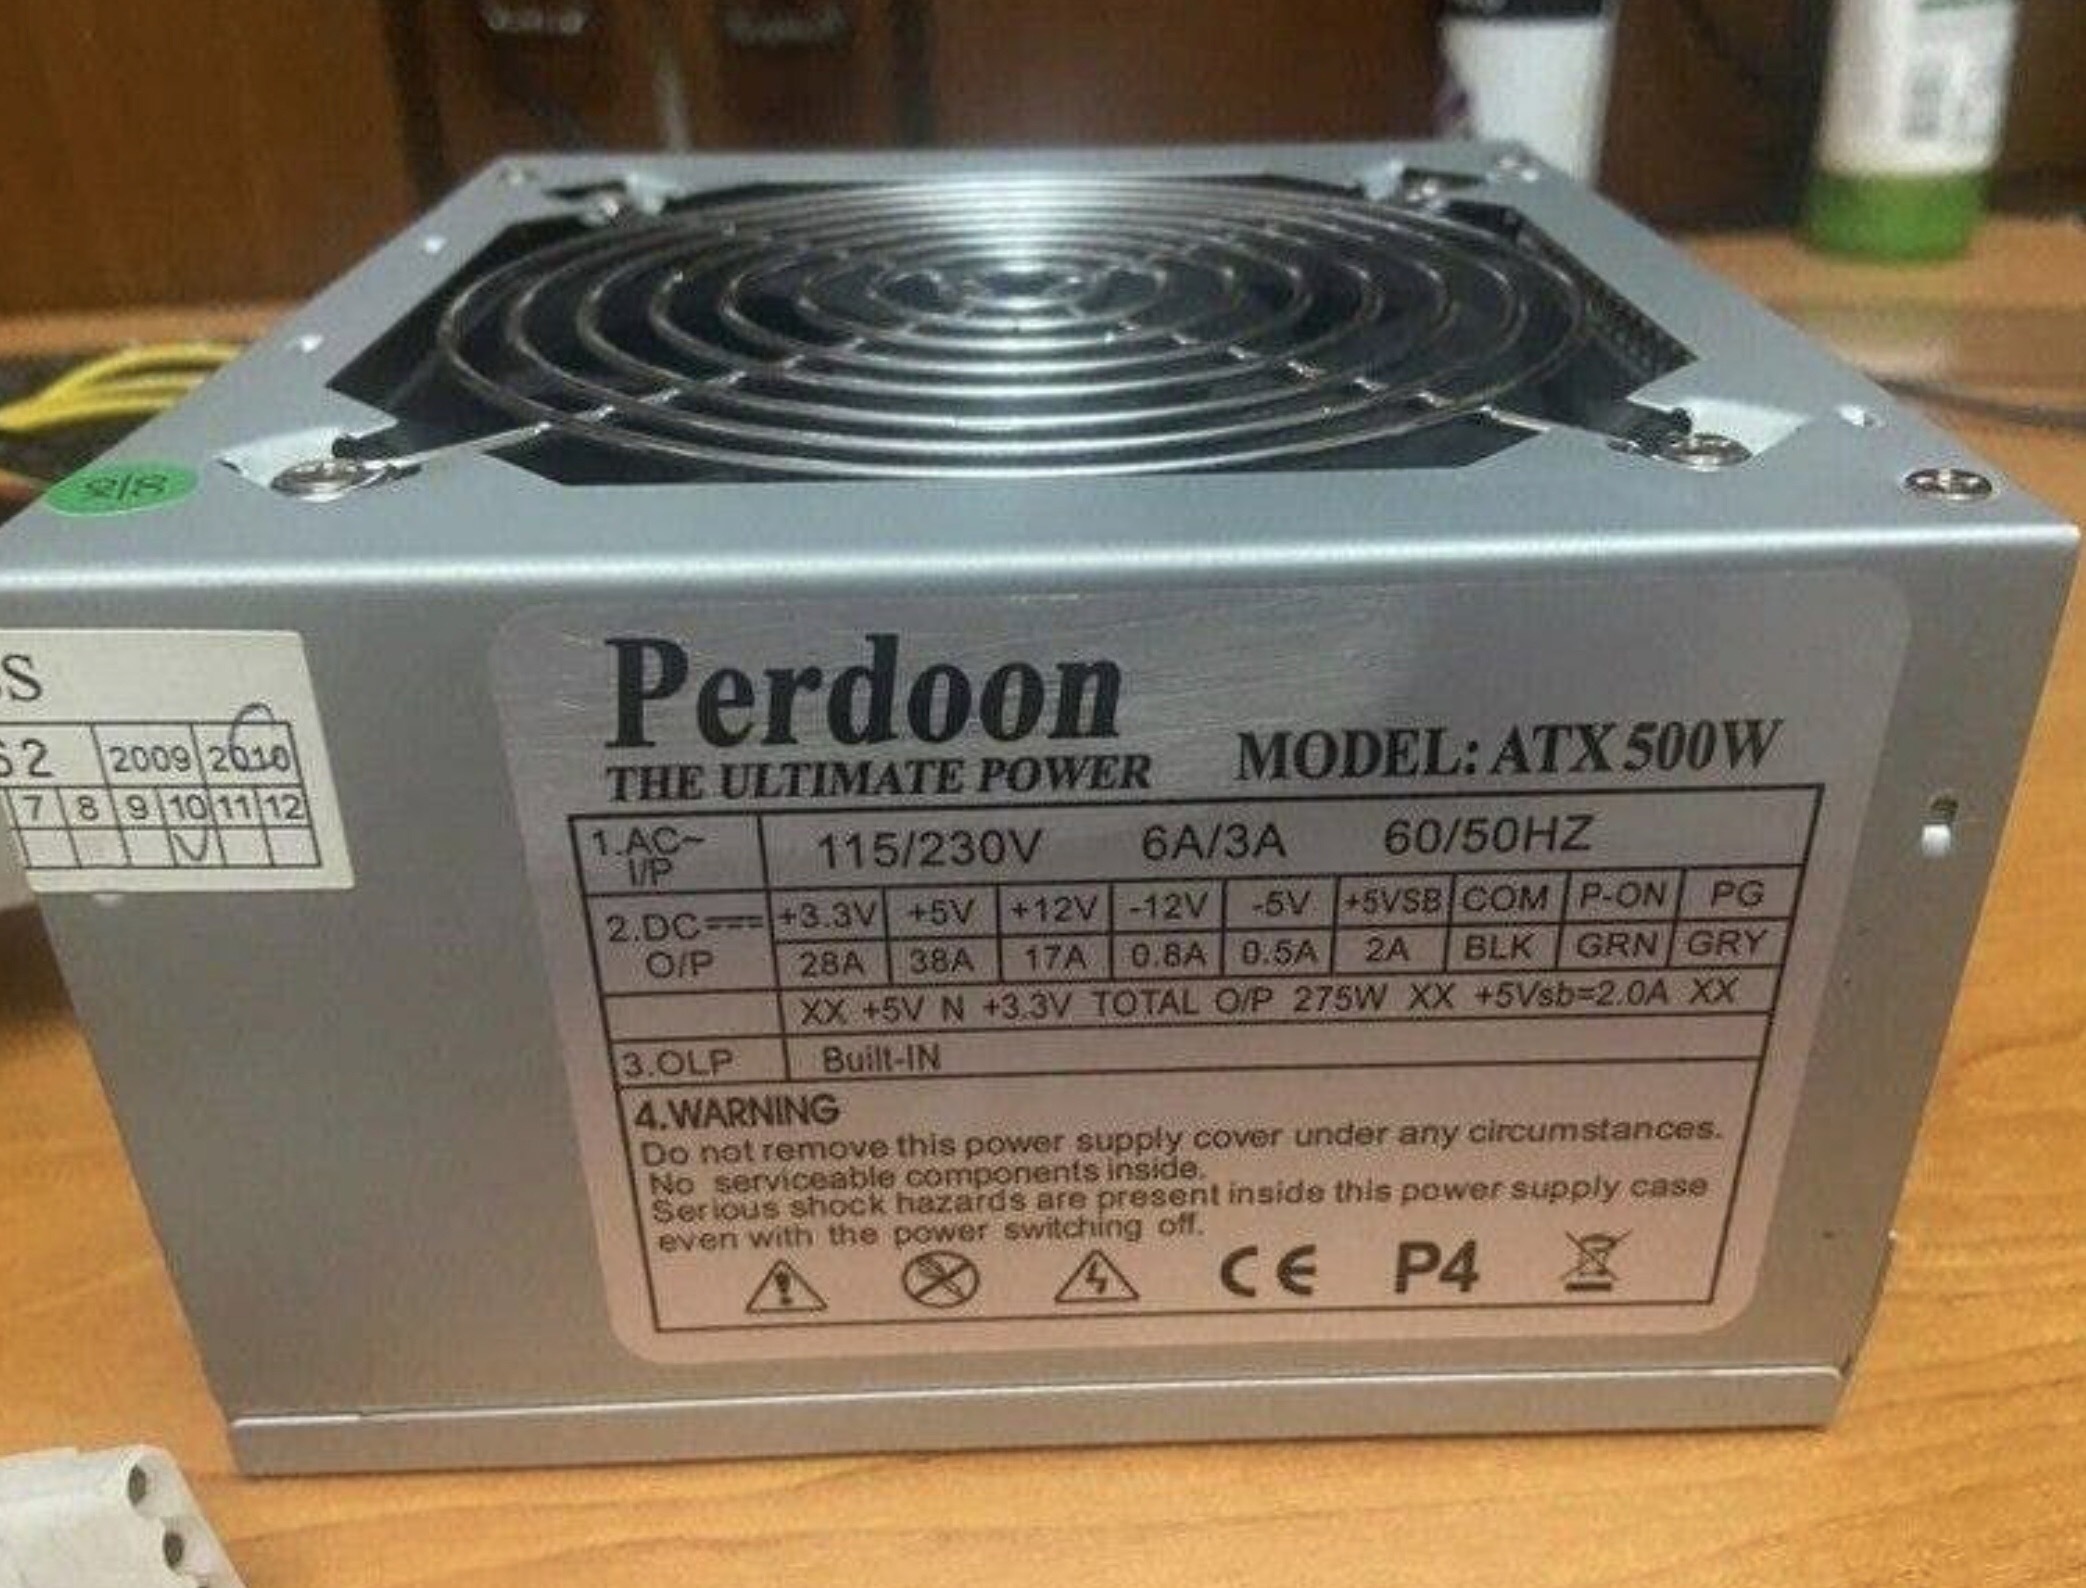 S
62 2009 2010
7 8 9 10 11 12
V
Perdoon
THE ULTIMATE POWER
MODEL: ATX 500W
1.AC~ I/P 115/230V 6A/3A 60/50HZ
2.DC O/P +3.3V +5V +12V -12V -5V +5VSB COM P-ON PG
28A 38A 17A 0.8A 0.5A 2A BLK GRN GRY
XX +5V N +3.3V TOTAL O/P 275W XX +5Vsb=2.0A XX
3.OLP Built-IN
4.WARNING
Do not remove this power supply cover under any circumstances.
No serviceable components inside.
Serious shock hazards are present inside this power supply case
even with the power switching off.
CE P4